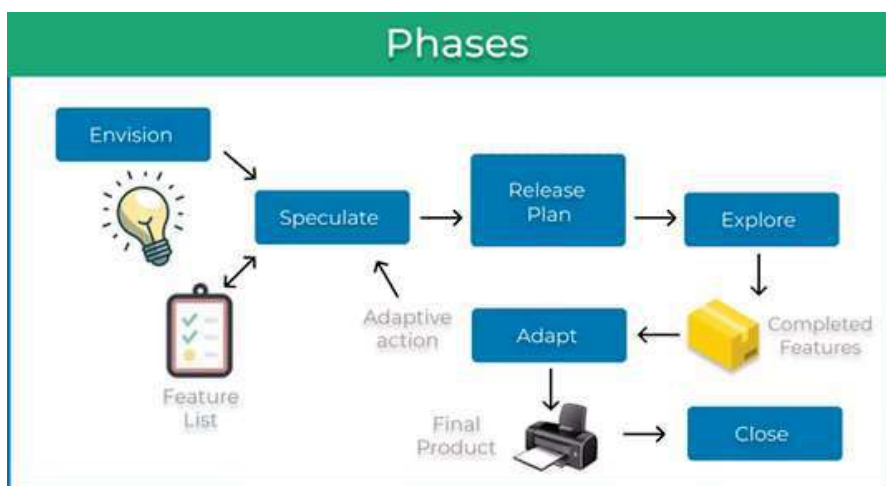 Phases
Envision
Speculate
Release
Plan
Explore
Feature
List
Adaptive
action
Adapt
Completed
Features
Final
Product
Close